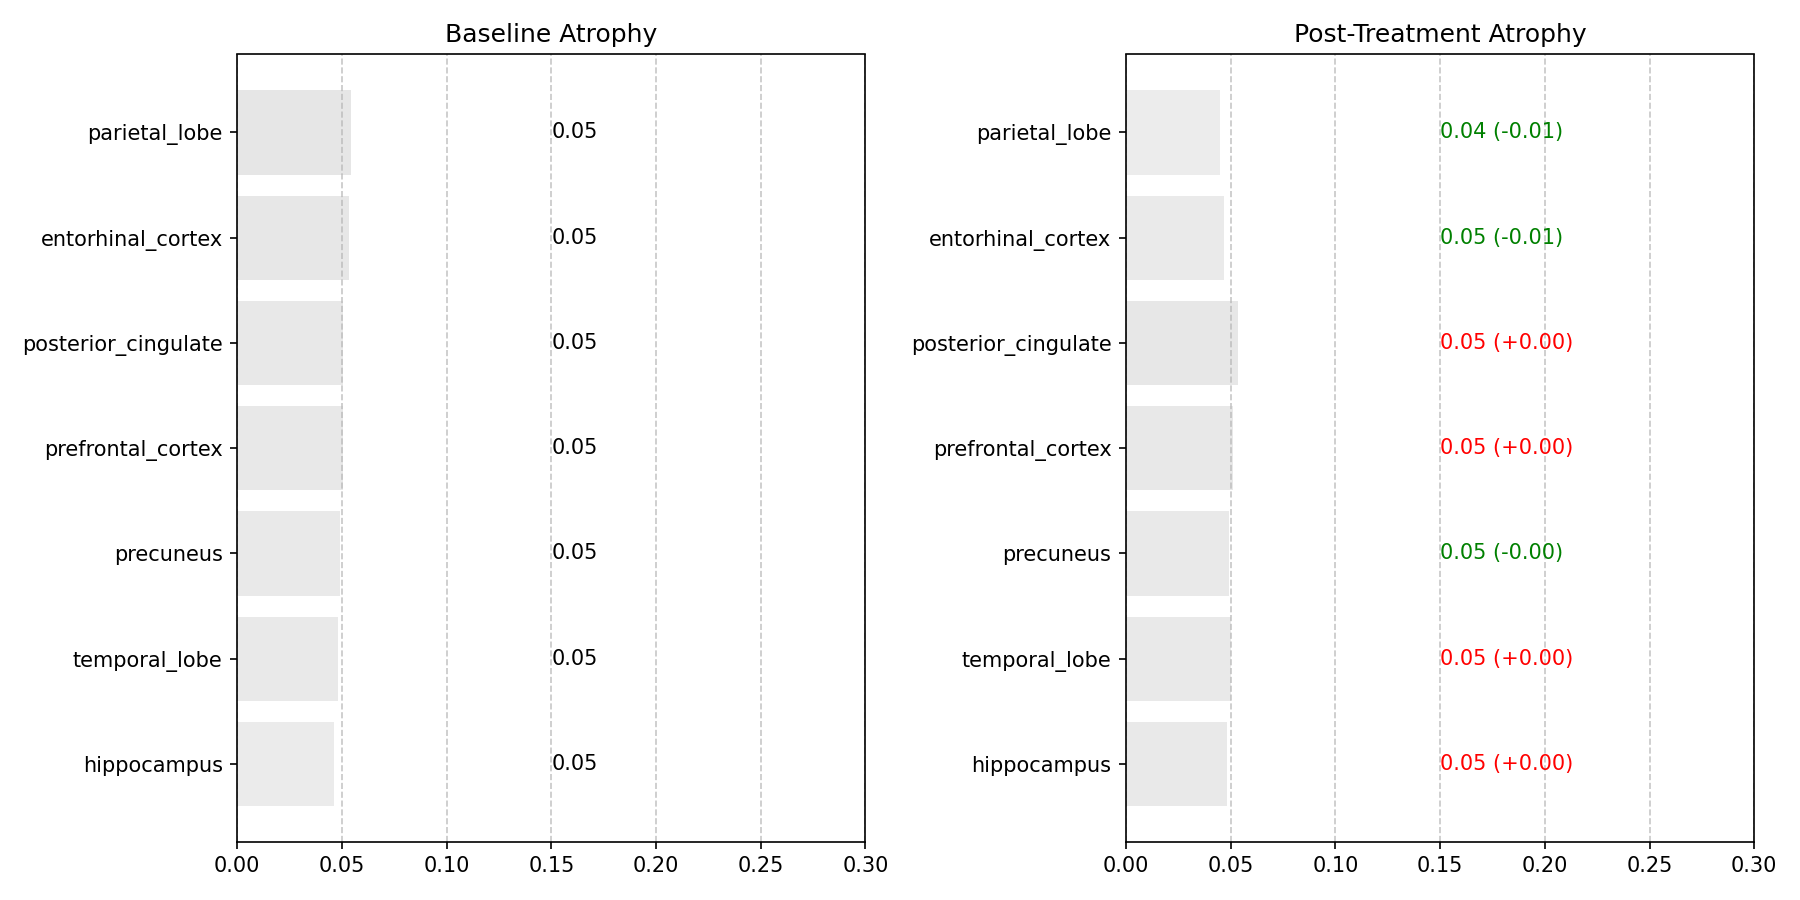 Baseline Atrophy
parietal_lobe 0.05
entorhinal_cortex 0.05
posterior_cingulate 0.05
prefrontal_cortex 0.05
precuneus 0.05
temporal_lobe 0.05
hippocampus 0.05
0.00 0.05 0.10 0.15 0.20 0.25 0.30
Post-Treatment Atrophy
parietal_lobe 0.04 (-0.01)
entorhinal_cortex 0.05 (-0.01)
posterior_cingulate 0.05 (+0.00)
prefrontal_cortex 0.05 (+0.00)
precuneus 0.05 (-0.00)
temporal_lobe 0.05 (+0.00)
hippocampus 0.05 (+0.00)
0.00 0.05 0.10 0.15 0.20 0.25 0.30